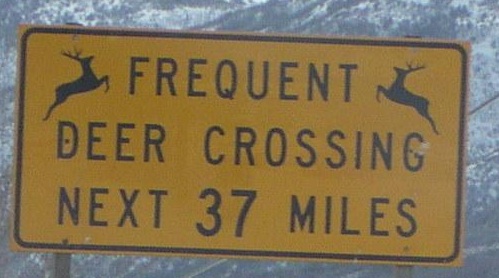 FREQUENT
DEER CROSSING
NEXT 37 MILES